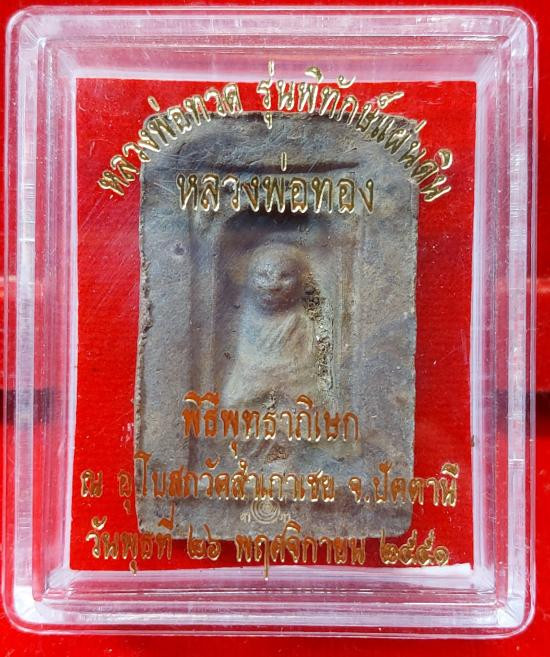 หลวงพ่อทวด รุ่นพิทักษ์แผ่นดิน
หลวงพ่อทอง
พิธีพุทธาภิเษก
ณ อุโบสถวัดสำเภาเชย จ.ปัตตานี
วันพุธที่ ๒๖ พฤศจิกายน ๒๕๕๑